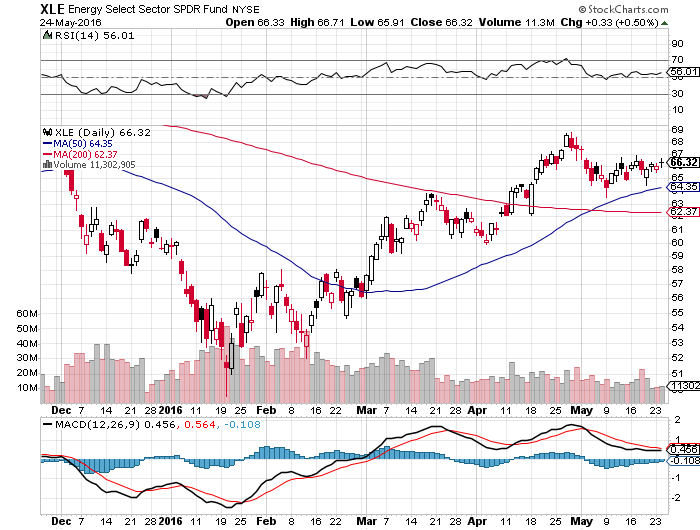 XLE Energy Select Sector SPDR Fund NYSE © StockCharts.com
24-May-2016 Open 66.33 High 66.71 Low 65.91 Close 66.32 Volume 11.3M Chg +0.33 (+0.50%)
RSI(14) 56.01
90
70
56.01
30
10
XLE (Daily) 66.32
MA(50) 64.35
MA(200) 62.37
Volume 11,302,905
69
68
67
66.32
65
64.35
62.37
61
60
59
58
57
56
55
54
53
52
51
60M
50M
40M
30M
20M
10M
11302
Dec 7 14 21 28 2016 11 19 25 Feb 8 16 22 Mar 7 14 21 28 Apr 11 18 25 May 9 16 23
MACD(12,26,9) 0.456, 0.564, -0.108
2
1
0.456
-0.108
-1
-2
Dec 7 14 21 28 2016 11 19 25 Feb 8 16 22 Mar 7 14 21 28 Apr 11 18 25 May 9 16 23